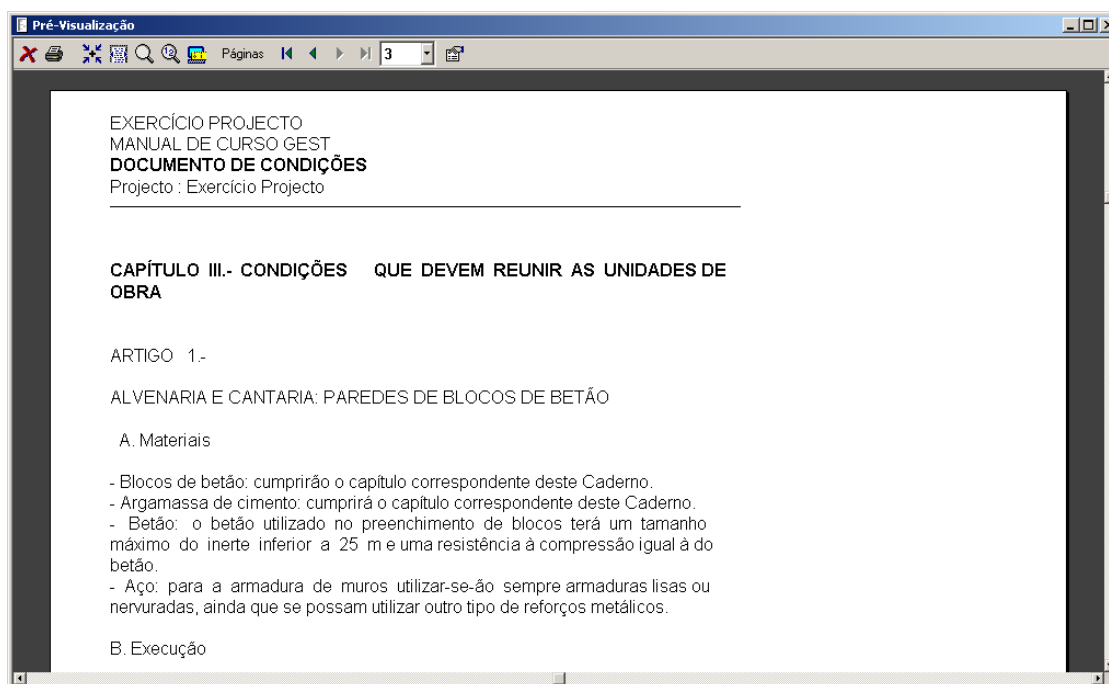 Pré-Visualização
Páginas 3
EXERCÍCIO PROJECTO
MANUAL DE CURSO GEST
DOCUMENTO DE CONDIÇÕES
Projecto : Exercício Projecto
CAPÍTULO III.- CONDIÇÕES QUE DEVEM REUNIR AS UNIDADES DE
OBRA
ARTIGO 1.-
ALVENARIA E CANTARIA: PAREDES DE BLOCOS DE BETÃO
A. Materiais
- Blocos de betão: cumprirão o capítulo correspondente deste Caderno.
- Argamassa de cimento: cumprirá o capítulo correspondente deste Caderno.
- Betão: o betão utilizado no preenchimento de blocos terá um tamanho
máximo do inerte inferior a 25 m e uma resistência à compressão igual à do
betão.
- Aço: para a armadura de muros utilizar-se-ão sempre armaduras lisas ou
nervuradas, ainda que se possam utilizar outro tipo de reforços metálicos.
B. Execução